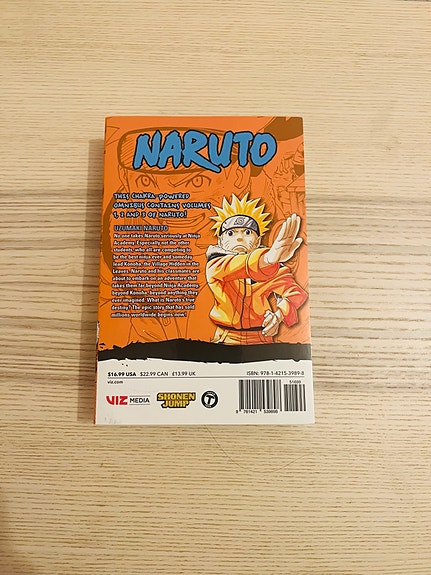 NARUTO
THIS CHAKRA-POWERED
OMNIBUS CONTAINS VOLUMES
1, 2 AND 3 OF NARUTO!
UZUMAKI NARUTO
No one takes Naruto seriously at Ninja
Academy. Especially not the other
students, who all are competing to
be the best ninja ever and someday
lead Konoha, the Village Hidden in the
Leaves. Naruto and his classmates are
about to embark on an adventure that
takes them far beyond Ninja Academy,
beyond Konoha–beyond anything they
ever imagined. What is Naruto's true
destiny? The epic story that has sold
millions worldwide begins now!
$16.99 USA $22.99 CAN £13.99 UK
viz.com
ISBN: 978-1-4215-3989-8
51699
VIZ MEDIA
SHONEN
JUMP
T
9 781421 539898